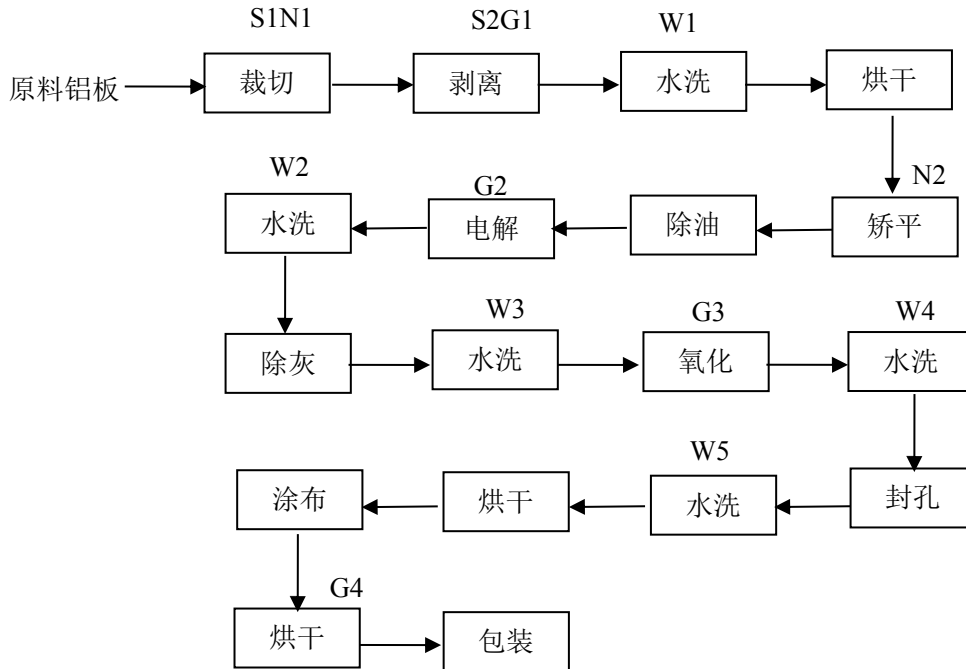 S1N1 S2G1 W1
原料铝板 裁切 剥离 水洗 烘干
W2 G2 N2
水洗 电解 除油 矫平
W3 G3 W4
除灰 水洗 氧化 水洗
W5
涂布 烘干 水洗 封孔
G4
烘干 包装